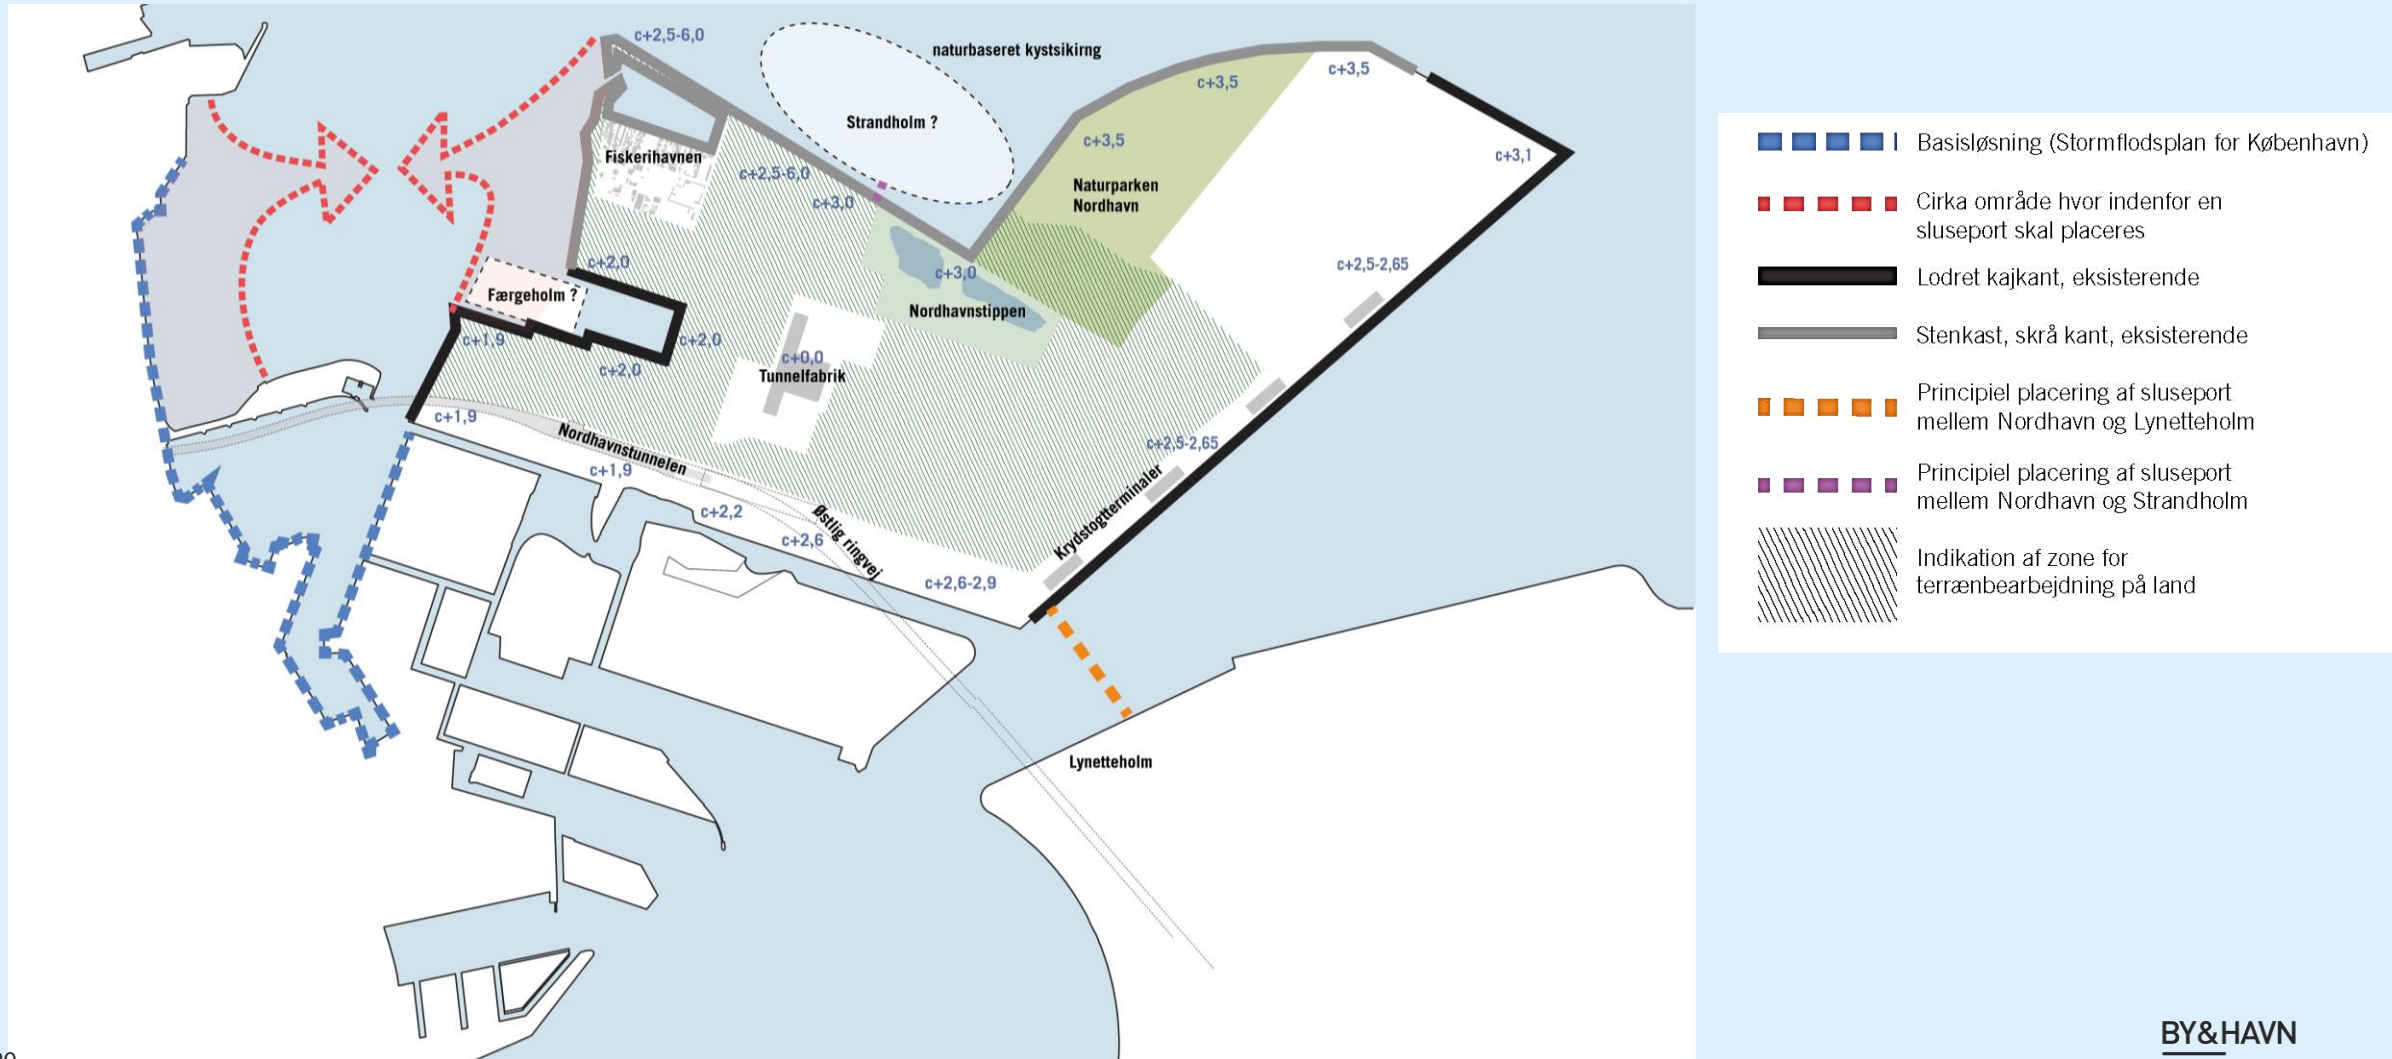 c+2,5-6,0
naturbaseret kystsikirng
c+3,5
c+3,5
Strandholm ?
c+3,5
Fiskerihavnen
c+3,1
c+2,5-6,0
Naturparken
Nordhavn
c+3,0
c+2,0
c+3,0
c+2,5-2,65
Færgeholm ?
Nordhavnstippen
c+1,9
c+2,0
c+0,0
c+2,0
Tunnelfabrik
c+1,9
Nordhavnstunnelen
c+1,9
c+2,5-2,65
Krydstogtterminaler
c+2,2
Østlig ringvej
c+2,6
c+2,6-2,9
Lynetteholm
Basisløsning (Stormflodsplan for København)
Cirka område hvor indenfor en
sluseport skal placeres
Lodret kajkant, eksisterende
Stenkast, skrå kant, eksisterende
Principiel placering af sluseport
mellem Nordhavn og Lynetteholm
Principiel placering af sluseport
mellem Nordhavn og Strandholm
Indikation af zone for
terrænbearbejdning på land
BY&HAVN